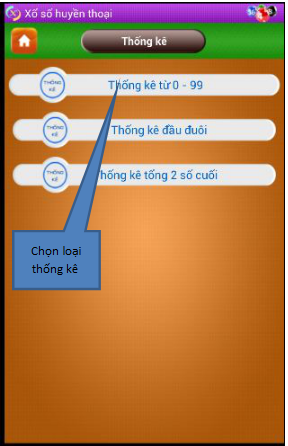 Xổ số huyền thoại
Thống kê
THỐNG
KÊ
Thống kê từ 0 - 99
THỐNG
KÊ
Thống kê đầu đuôi
THỐNG
KÊ
hống kê tổng 2 số cuối
Chọn loại
thống kê